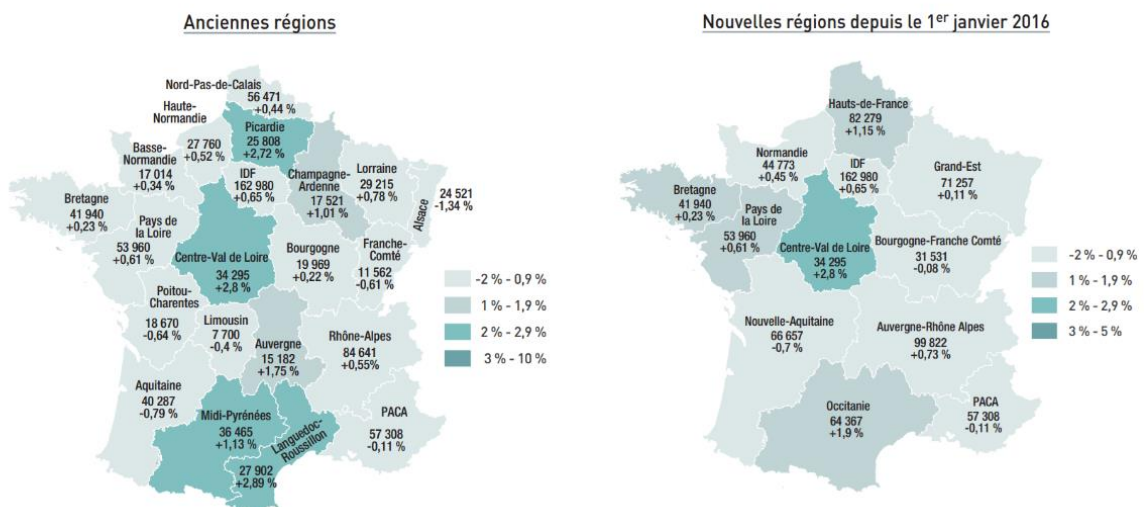 Anciennes régions
Nord-Pas-de-Calais
56 471
+0,44 %
Haute-
Normandie
27 760
+0,52 %
Picardie
25 808
+2,72 %
Basse-
Normandie
17 014
+0,34 %
IDF
162 980
+0,65 %
Champagne-
Ardenne
17 521
+1,01 %
Lorraine
29 215
+0,78 %
Alsace
24 521
-1,34 %
Bretagne
41 940
+0,23 %
Pays de
la Loire
53 960
+0,61 %
Centre-Val de Loire
34 295
+2,8 %
Bourgogne
19 969
+0,22 %
Franche-
Comté
11 562
-0,61 %
Poitou-
Charentes
18 670
-0,64 %
Limousin
7 700
-0,4 %
Auvergne
15 182
+1,75 %
Rhône-Alpes
84 641
+0,55%
Aquitaine
40 287
-0,79 %
Midi-Pyrénées
36 465
+1,13 %
Languedoc-
Roussillon
27 902
+2,89 %
PACA
57 308
-0,11 %
-2 % - 0,9 %
1 % - 1,9 %
2 % - 2,9 %
3 % - 10 %
Nouvelles régions depuis le 1er janvier 2016
Hauts-de-France
82 279
+1,15 %
Normandie
44 773
+0,45 %
IDF
162 980
+0,65 %
Grand-Est
71 257
+0,11 %
Bretagne
41 940
+0,23 %
Pays de
la Loire
53 960
+0,61 %
Centre-Val de Loire
34 295
+2,8 %
Bourgogne-Franche Comté
31 531
-0,08 %
Nouvelle-Aquitaine
66 657
-0,7 %
Auvergne-Rhône Alpes
99 822
+0,73 %
Occitanie
64 367
+1,9 %
PACA
57 308
-0,11 %
-2 % - 0,9 %
1 % - 1,9 %
2 % - 2,9 %
3 % - 5 %